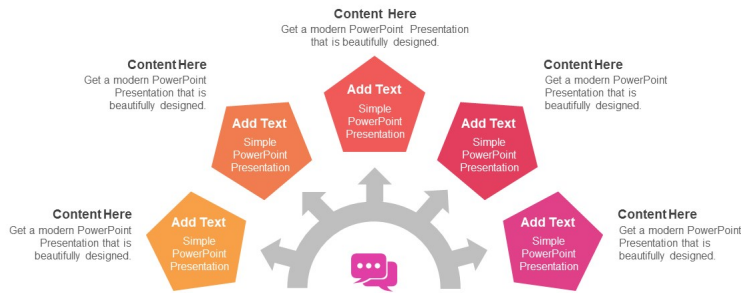 Content Here
Get a modern PowerPoint Presentation
that is beautifully designed.
Content Here
Get a modern PowerPoint
Presentation that is
beautifully designed.
Content Here
Get a modern PowerPoint
Presentation that is
beautifully designed.
Add Text
Simple
PowerPoint
Presentation
Add Text
Simple
PowerPoint
Presentation
Add Text
Simple
PowerPoint
Presentation
Content Here
Get a modern PowerPoint
Presentation that is
beautifully designed.
Add Text
Simple
PowerPoint
Presentation
Add Text
Simple
PowerPoint
Presentation
Content Here
Get a modern PowerPoint
Presentation that is
beautifully designed.